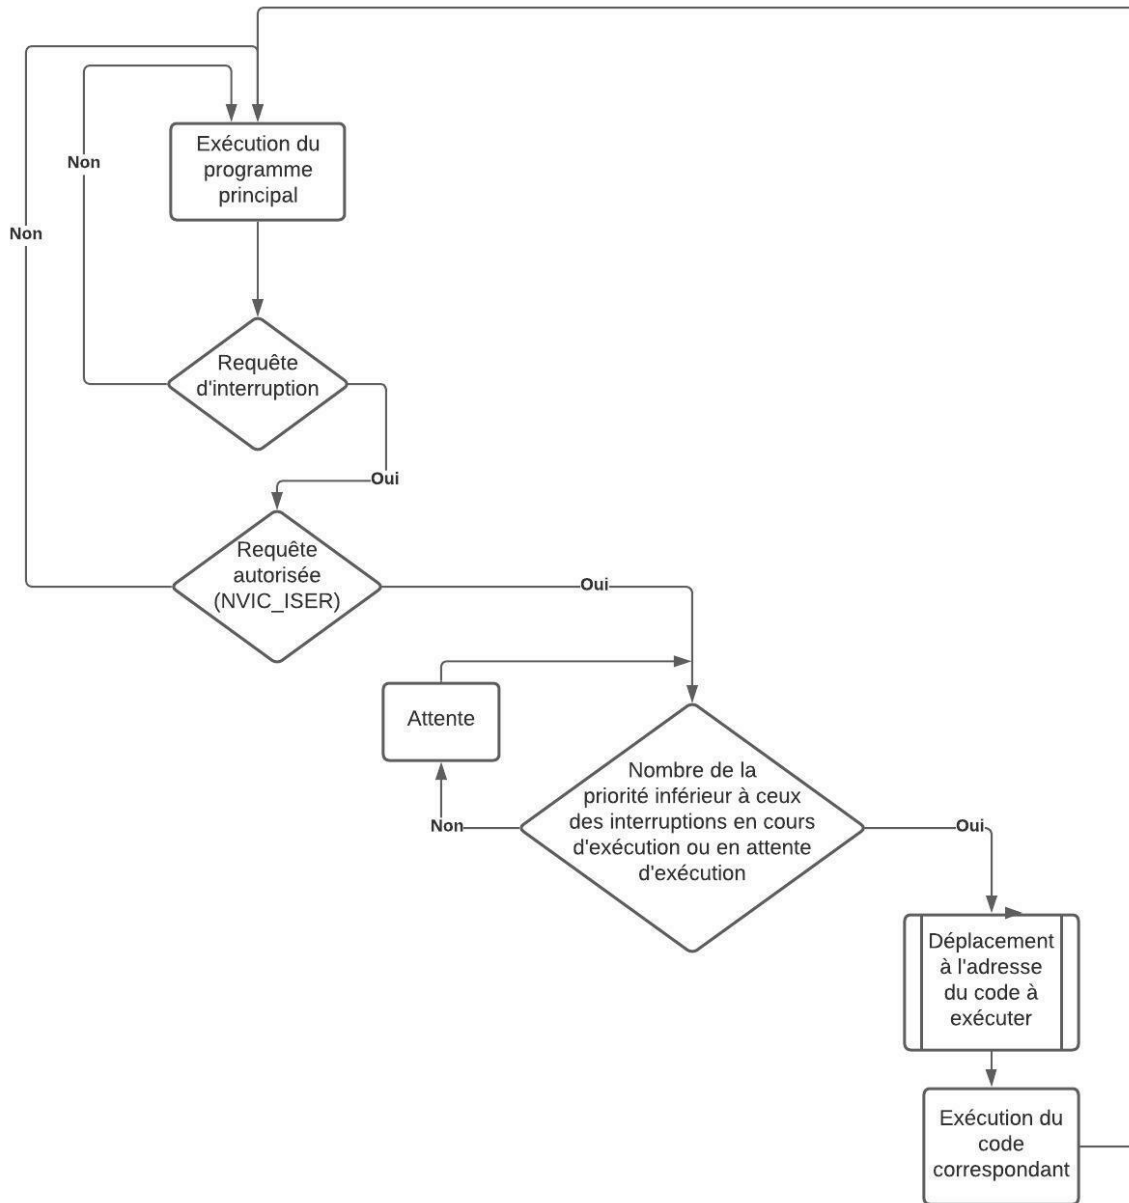 Exécution du
programme
principal
Non
Non
Requête
d'interruption
Oui
Requête
autorisée
(NVIC_ISER)
Oui
Attente
Nombre de la
priorité inférieur à ceux
des interruptions en cours
d'exécution ou en attente
d'exécution
Non
Oui
Déplacement
à l'adresse
du code à
exécuter
Exécution du
code
correspondant